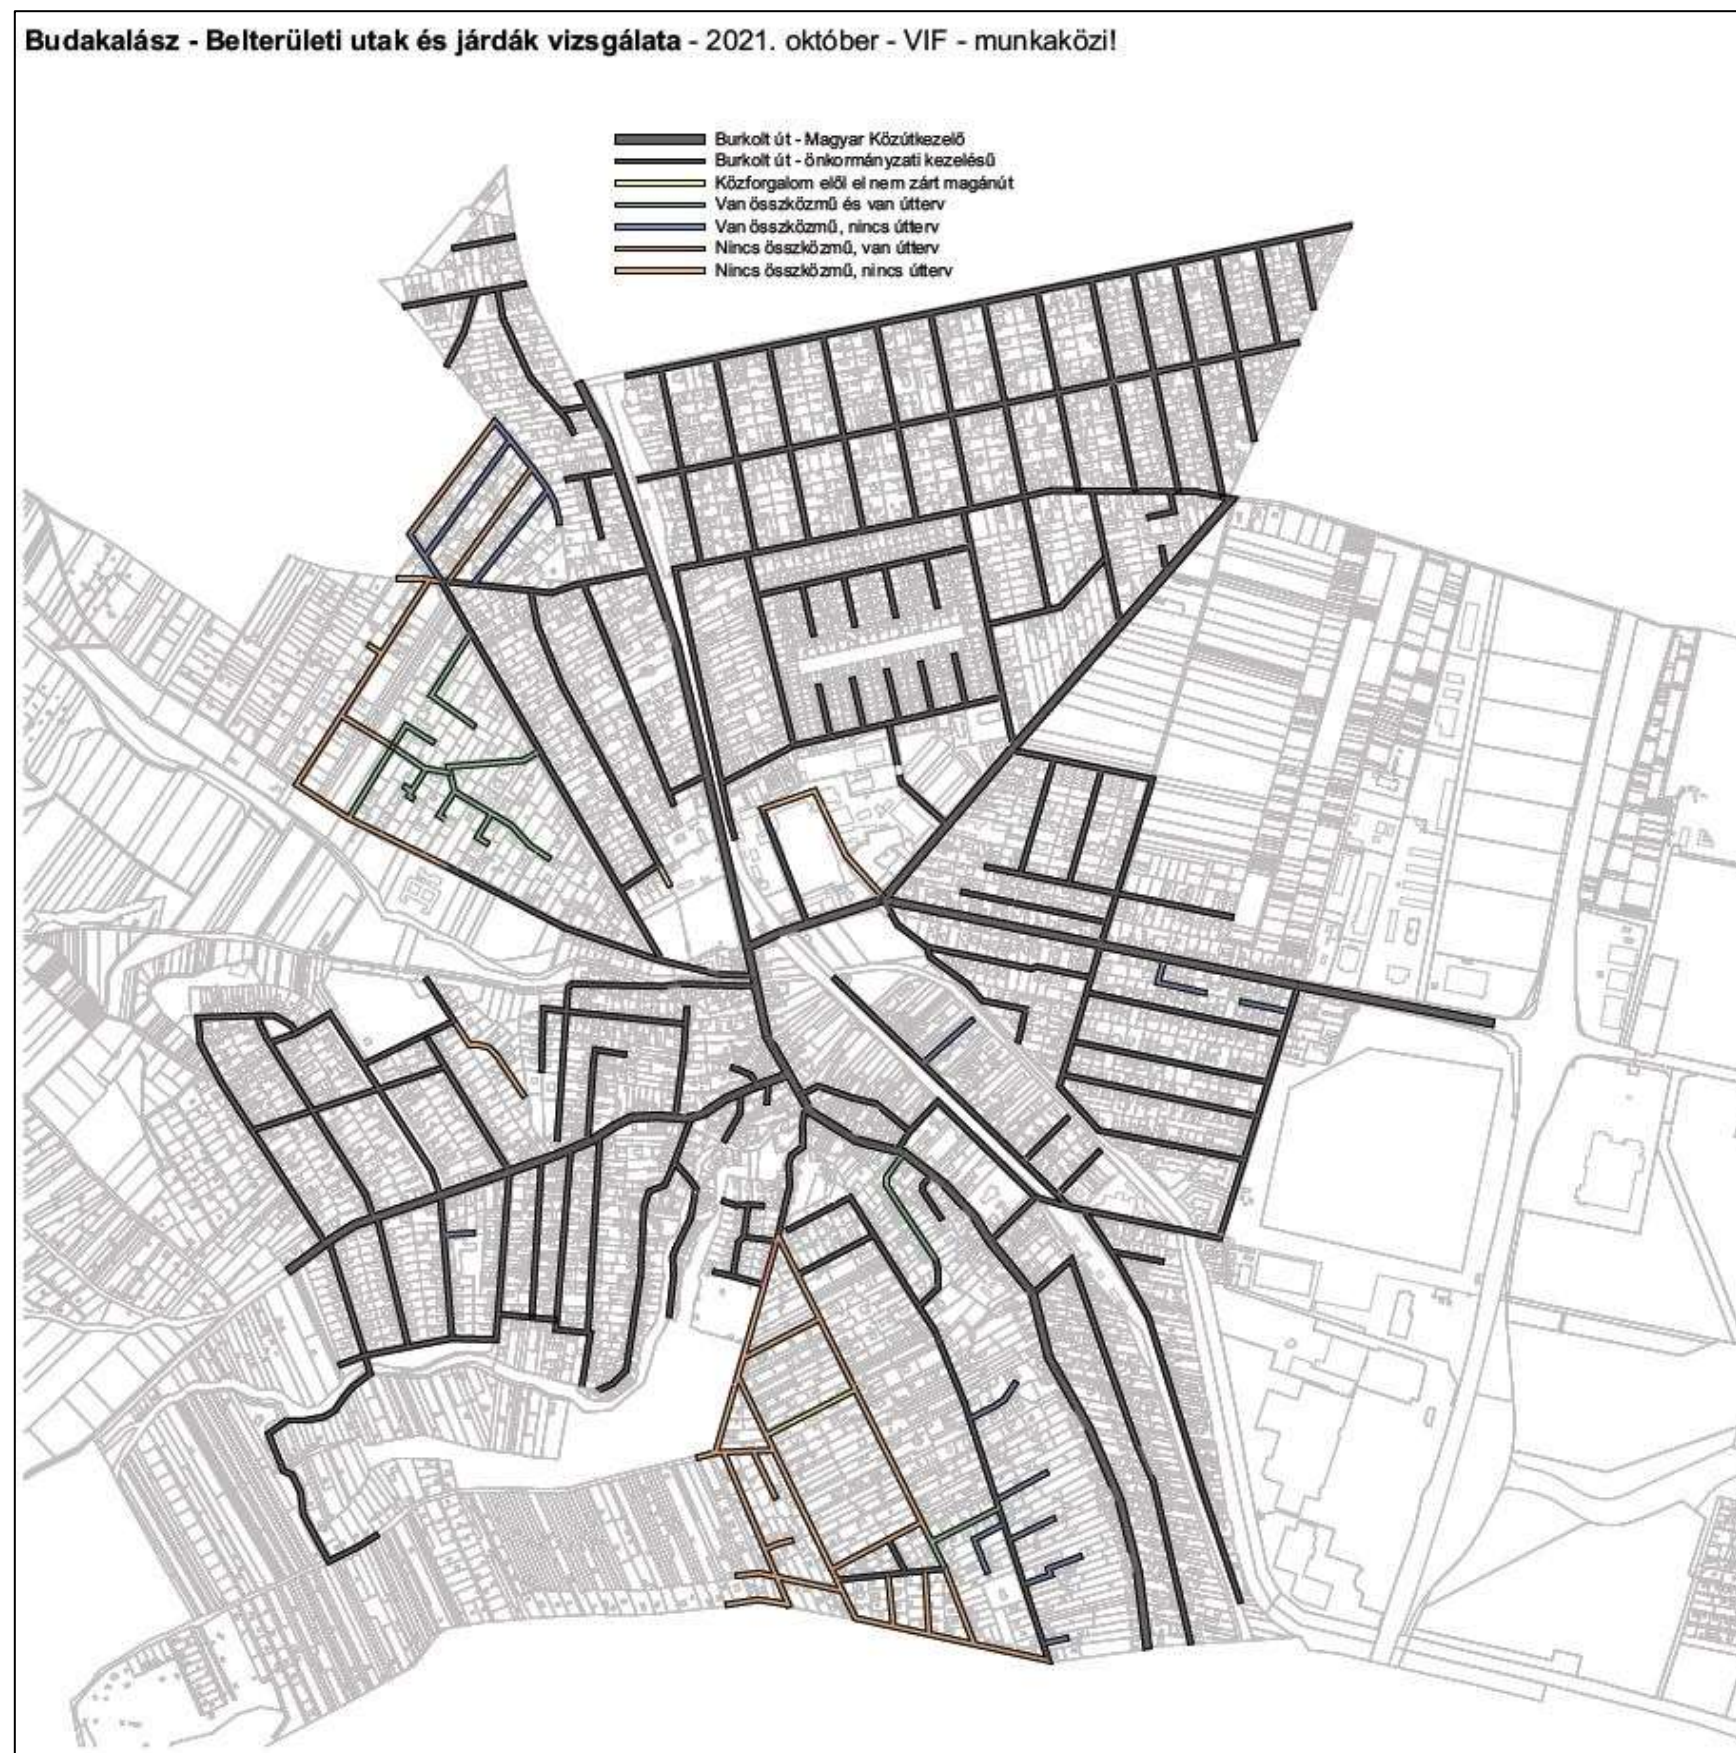 Budakalász - Belterületi utak és járdák vizsgálata - 2021. október - VIF - munkaközi!
Burkolt út - Magyar Közútkezelő
Burkolt út - önkormányzati kezelésű
Közforgalom elől el nem zárt magánút
Van összközmű és van útterv
Van összközmű, nincs útterv
Nincs összközmű, van útterv
Nincs összközmű, nincs útterv